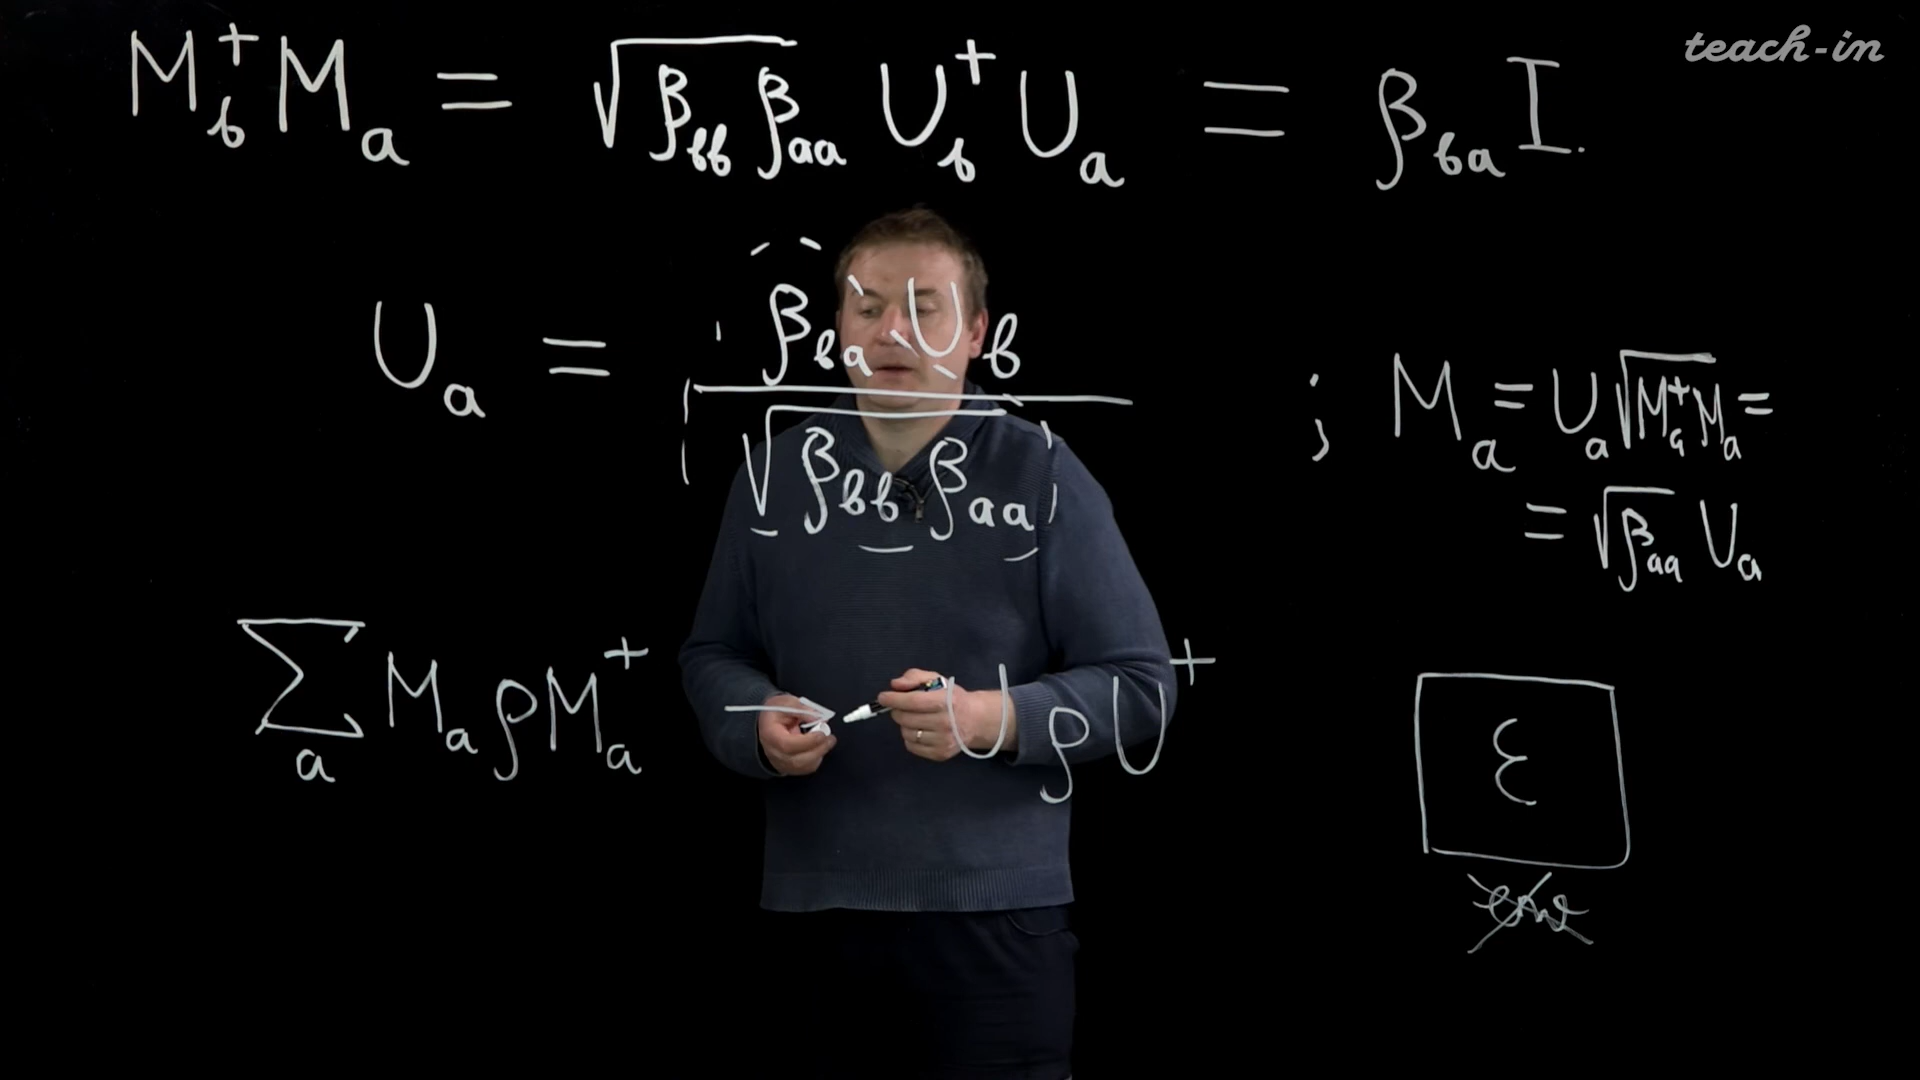 teach-in
M_b^+ M_a = √(β_bb β_aa) U_b^+ U_a = β_ba I.
U_a = β_ba U_b / √(β_bb β_aa) ; M_a = U_a √(M_a^+ M_a) =
= √β_aa U_a
∑_a M_a ρ M_a^+ → U ρ U^+
ℰ